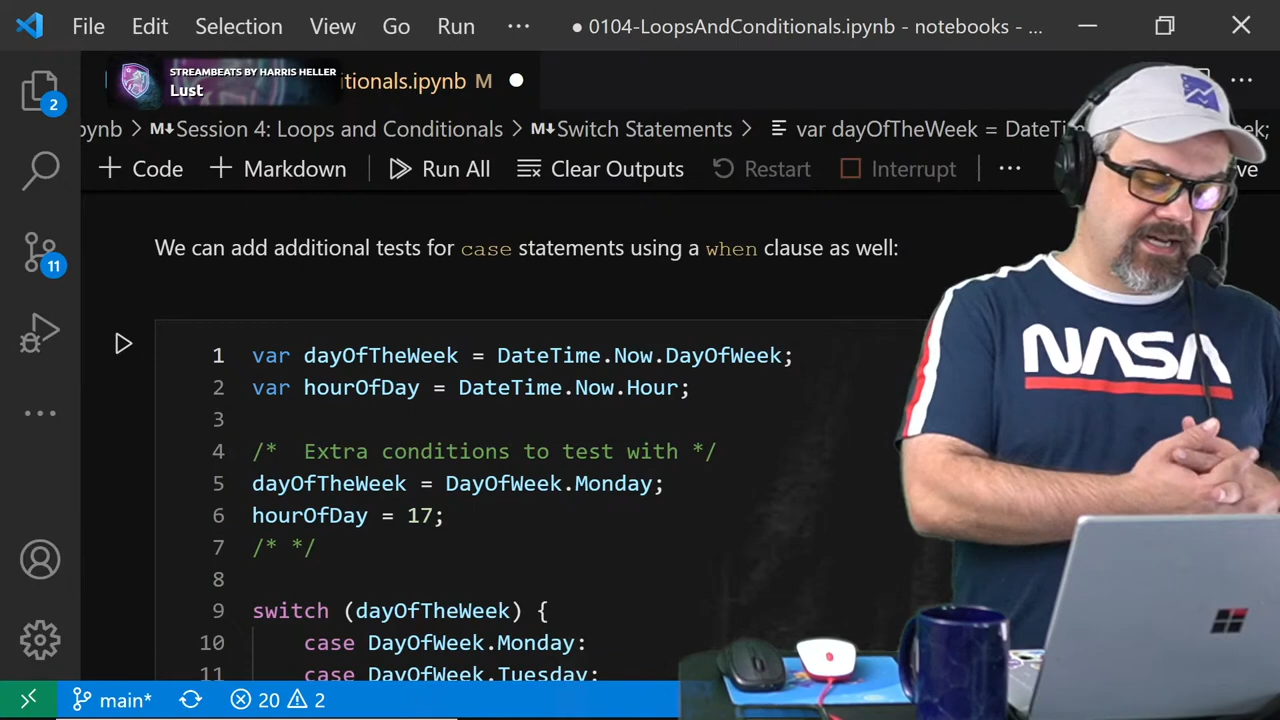 File Edit Selection View Go Run ··· ● 0104-LoopsAndConditionals.ipynb - notebooks - ...
STREAMBEATS BY HARRIS HELLER
Lust
itionals.ipynb M
ynb > Session 4: Loops and Conditionals > Switch Statements > var dayOfTheWeek = DateTi
+ Code + Markdown Run All Clear Outputs Restart Interrupt ···
2
We can add additional tests for case statements using a when clause as well:
11
1 var dayOfTheWeek = DateTime.Now.DayOfWeek;
2 var hourOfDay = DateTime.Now.Hour;
3
4 /*  Extra conditions to test with */
5 dayOfTheWeek = DayOfWeek.Monday;
6 hourOfDay = 17;
7 /* */
8
9 switch (dayOfTheWeek) {
10 case DayOfWeek.Monday:
11 case DayOfWeek.Tuesday:
NASA
main* 20 2